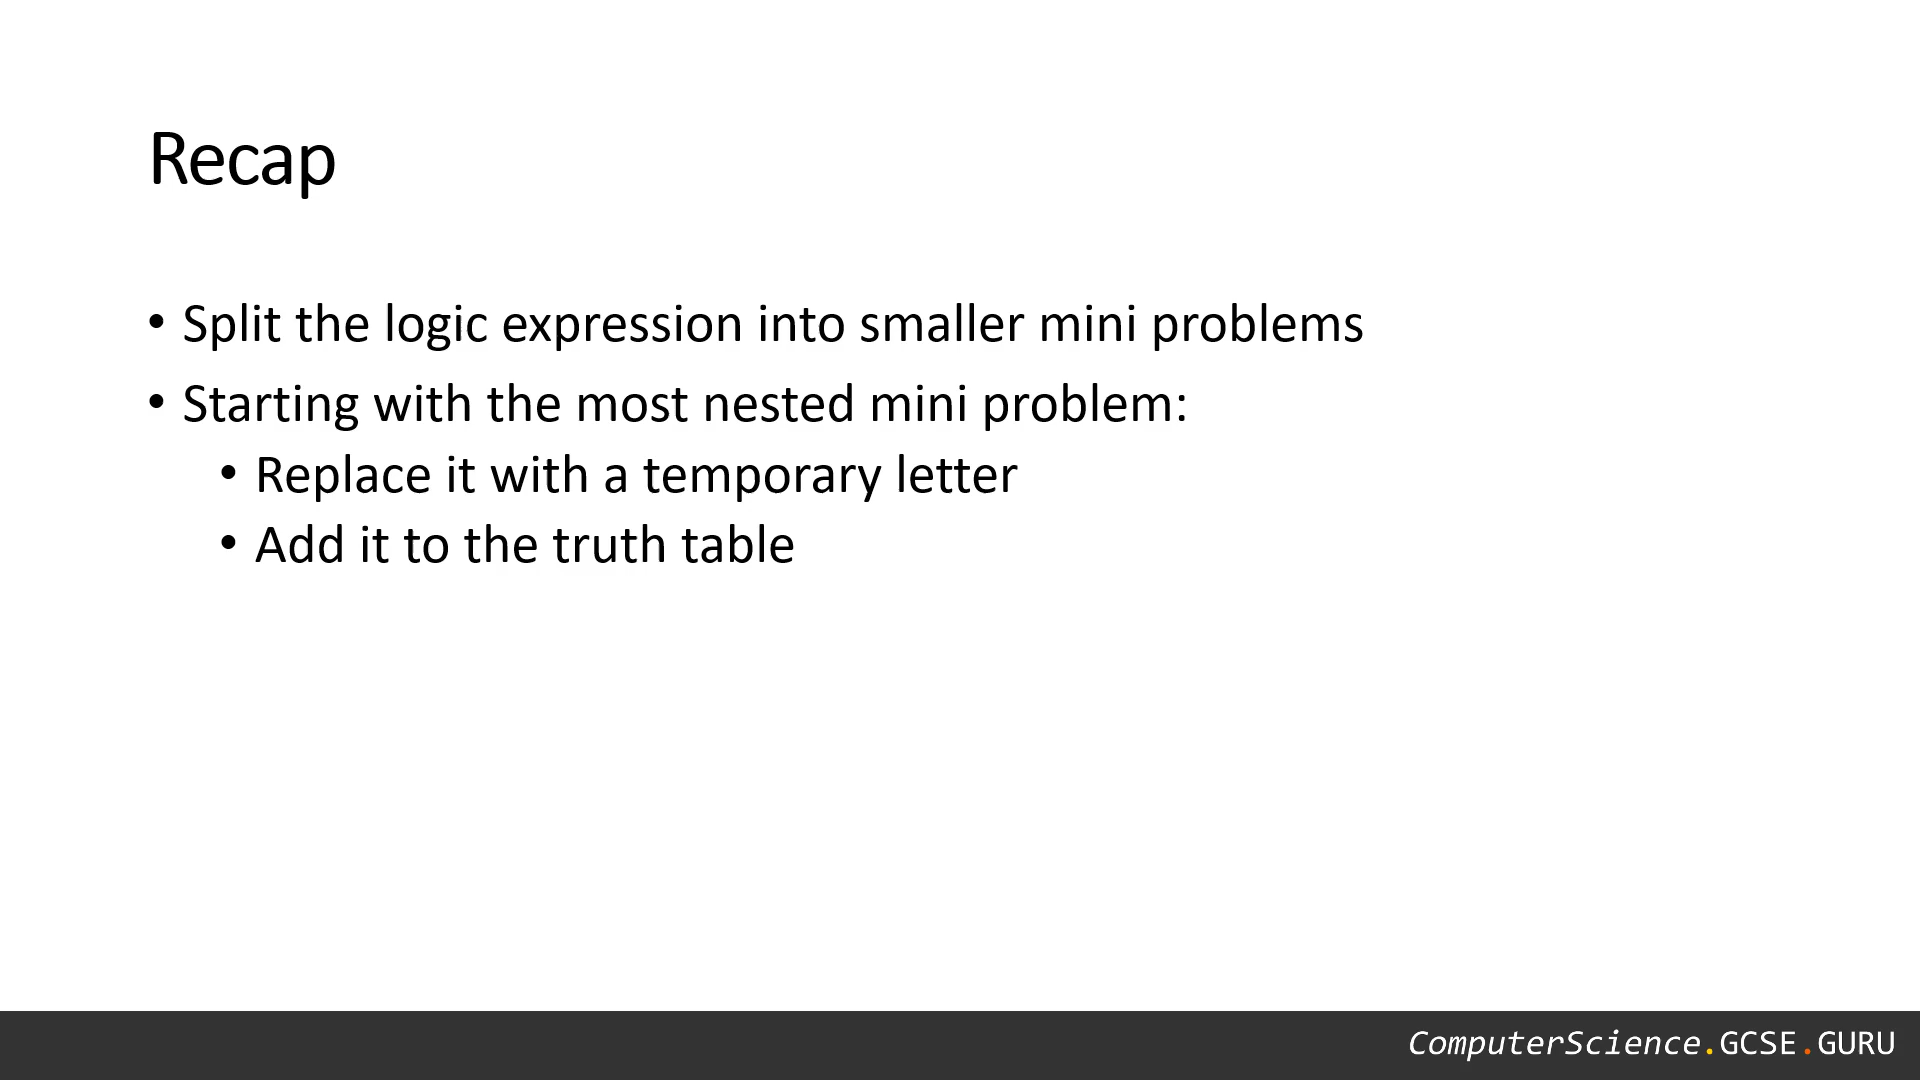 Recap
• Split the logic expression into smaller mini problems
• Starting with the most nested mini problem:
• Replace it with a temporary letter
• Add it to the truth table
ComputerScience.GCSE.GURU